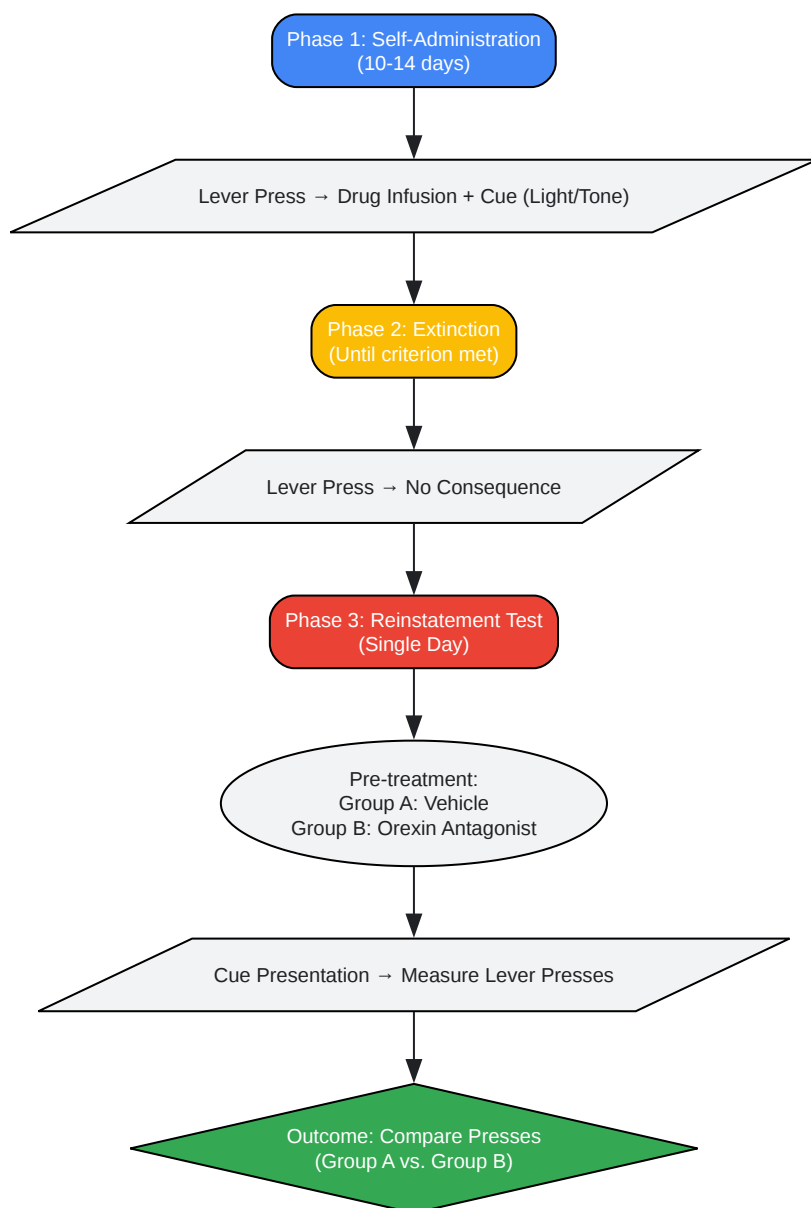 Phase 1: Self-Administration
(10-14 days)
Lever Press → Drug Infusion + Cue (Light/Tone)
Phase 2: Extinction
(Until criterion met)
Lever Press → No Consequence
Phase 3: Reinstatement Test
(Single Day)
Pre-treatment:
Group A: Vehicle
Group B: Orexin Antagonist
Cue Presentation → Measure Lever Presses
Outcome: Compare Presses
(Group A vs. Group B)